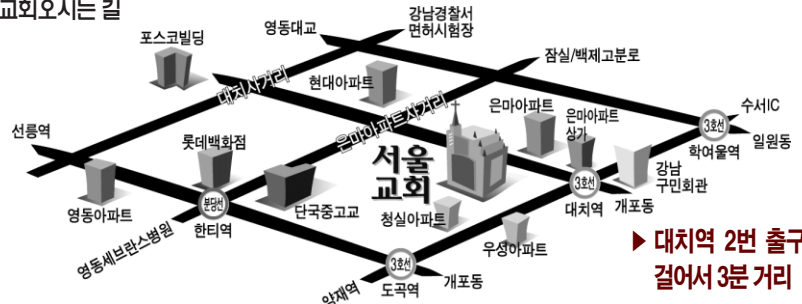 교회오시는 길
영동대교
강남경찰서
면허시험장
포스코빌딩
잠실/백제고분로
현대아파트
대치사거리
은마아파트사거리
은마아파트
은마아파트
상가
수서IC
3호선
일원동
학여울역
선릉역
롯데백화점
서울
교회
강남
구민회관
3호선
대치역
개포동
영동아파트
분당선
한티역
단국중고교
청실아파트
우성아파트
영동세브란스병원
3호선
도곡역
개포동
양재역
▶ 대치역 2번 출구
걸어서 3분 거리